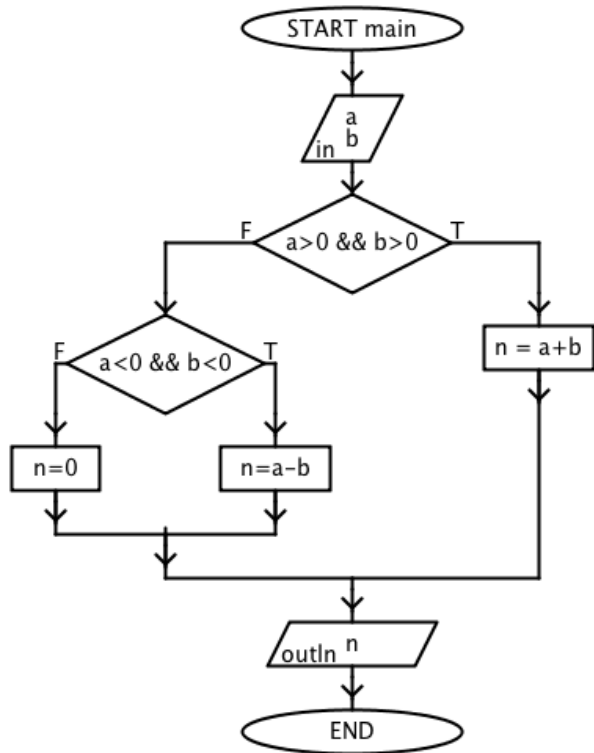 START main
a
b
in
F
a>0 && b>0
T
F
a<0 && b<0
T
n = a+b
n=0
n=a-b
n
outln
END